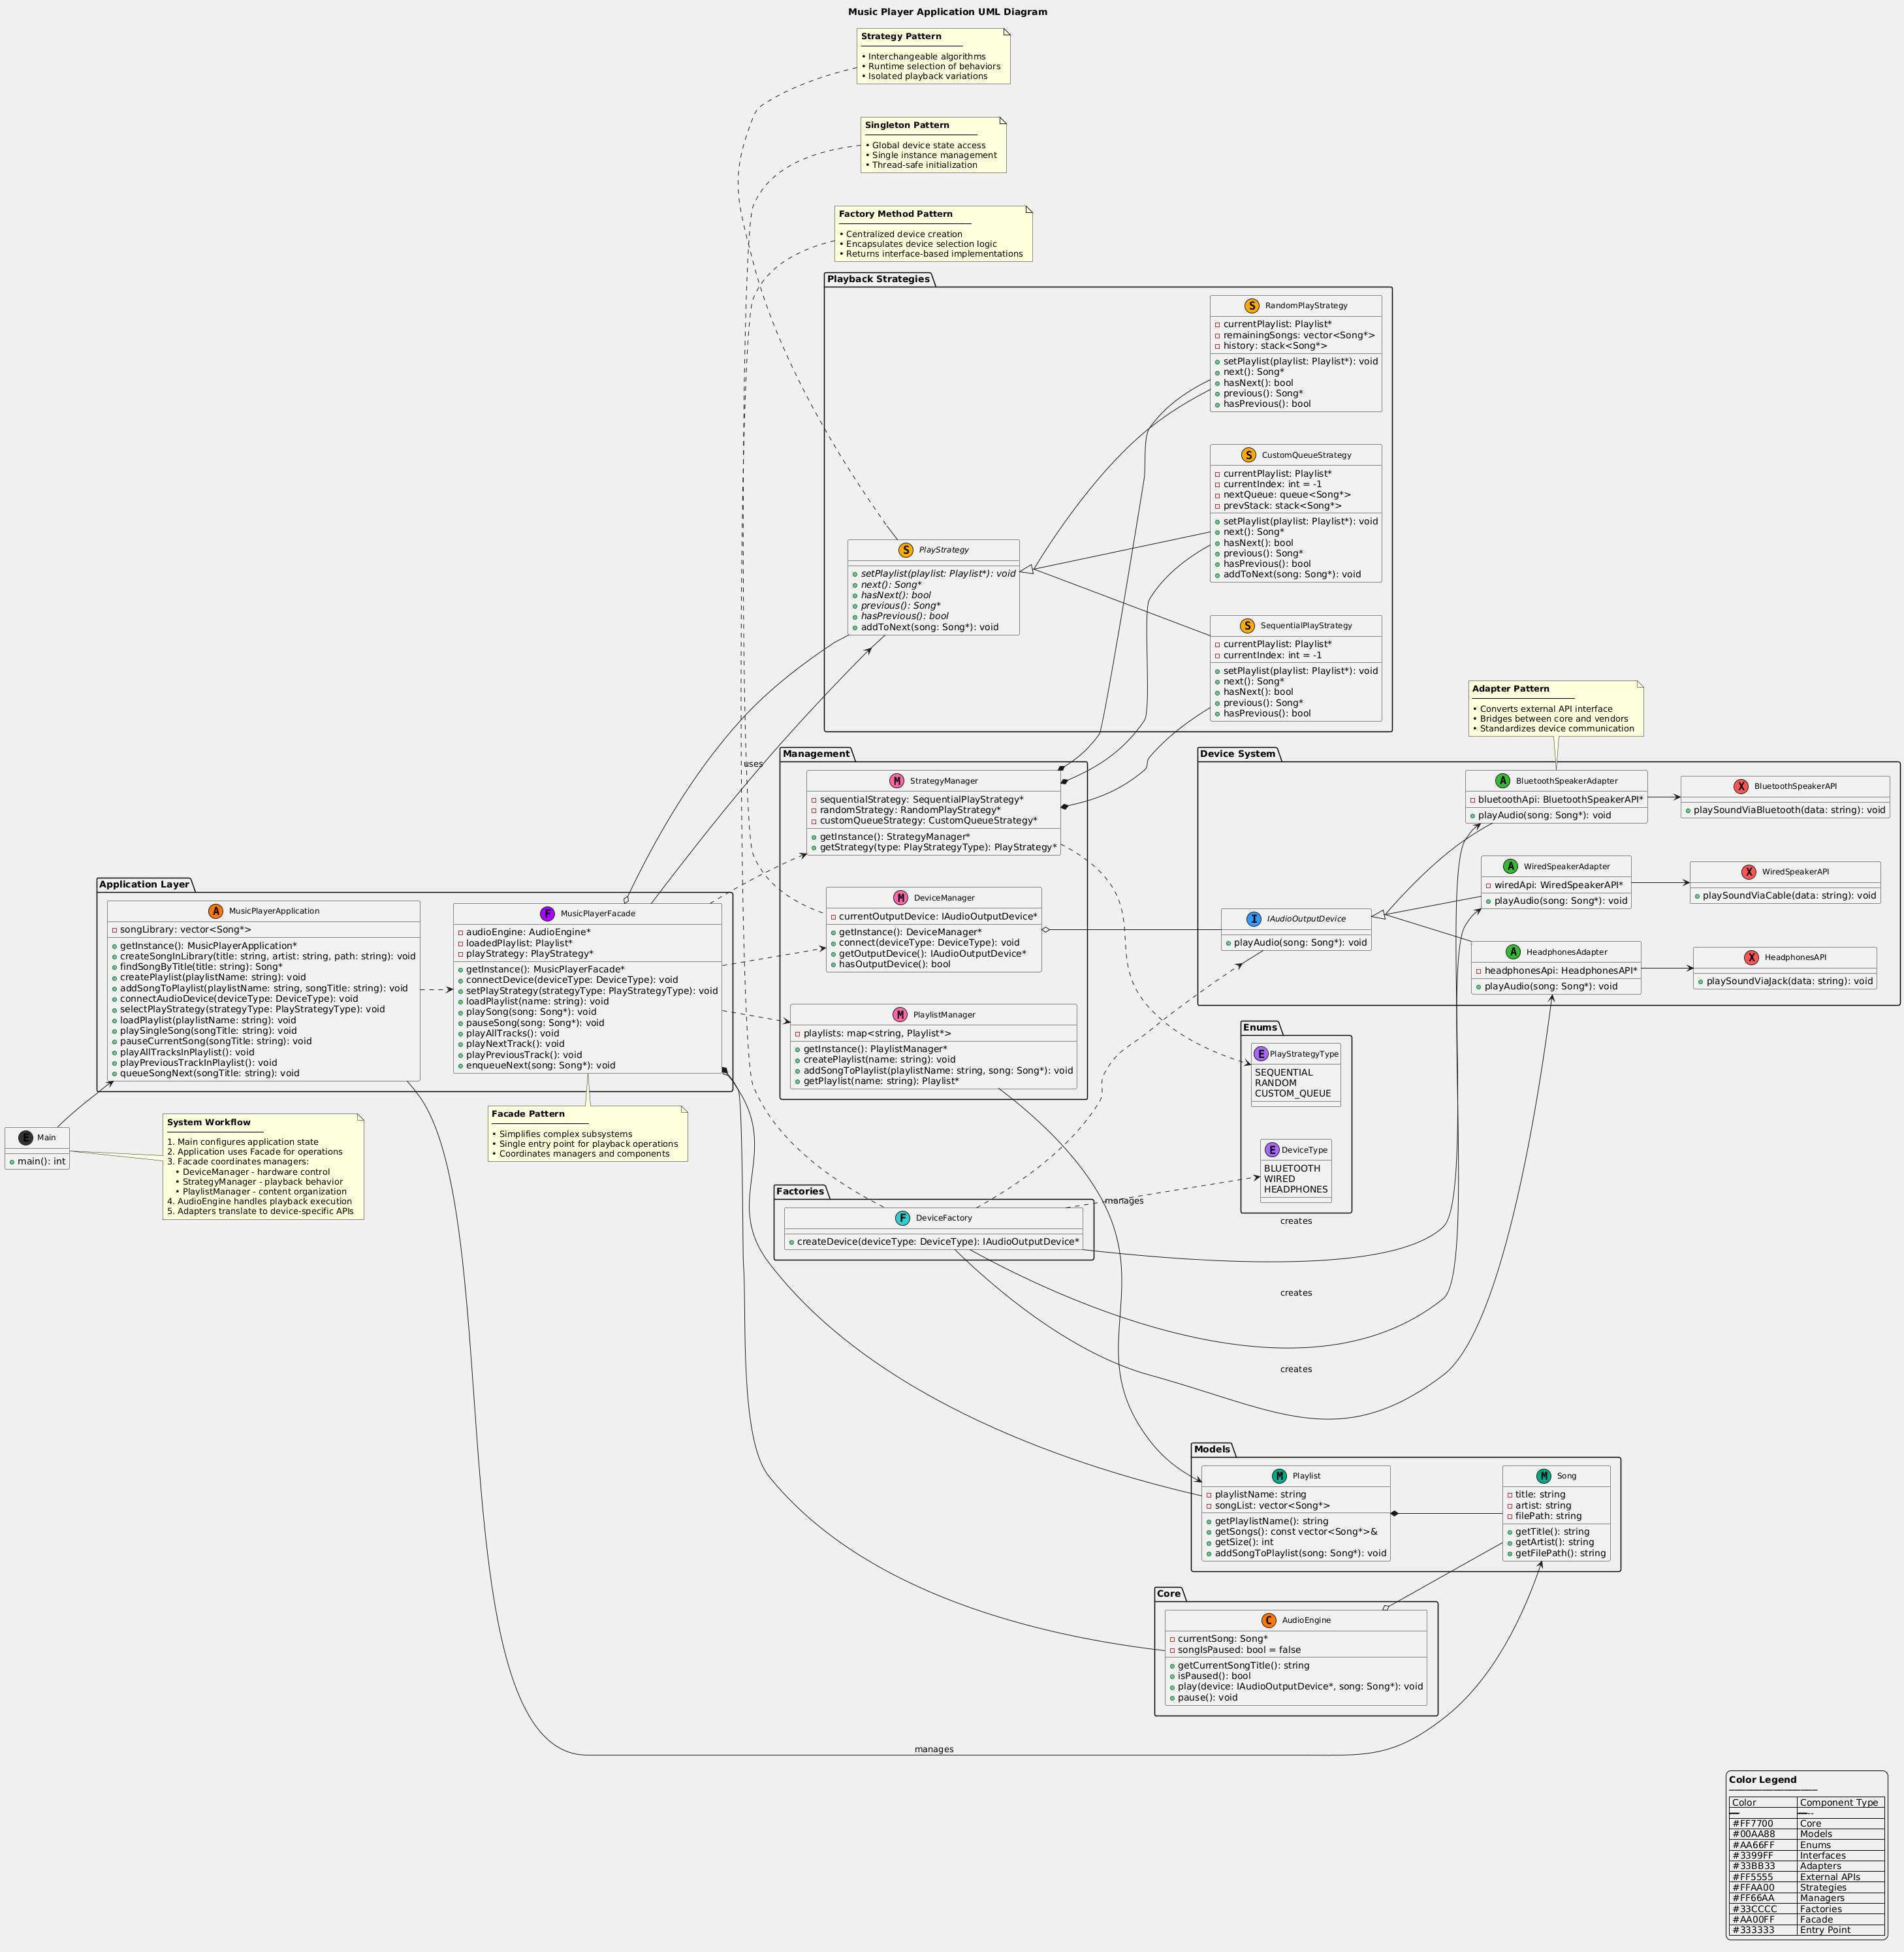 Music Player Application UML Diagram
Strategy Pattern
• Interchangeable algorithms
• Runtime selection of behaviors
• Isolated playback variations
Singleton Pattern
• Global device state access
• Single instance management
• Thread-safe initialization
Factory Method Pattern
• Centralized device creation
• Encapsulates device selection logic
• Returns interface-based implementations
Playback Strategies
S RandomPlayStrategy
currentPlaylist: Playlist*
remainingSongs: vector<Song*>
history: stack<Song*>
setPlaylist(playlist: Playlist*): void
next(): Song*
hasNext(): bool
previous(): Song*
hasPrevious(): bool
S CustomQueueStrategy
currentPlaylist: Playlist*
currentIndex: int = -1
nextQueue: queue<Song*>
prevStack: stack<Song*>
setPlaylist(playlist: Playlist*): void
next(): Song*
hasNext(): bool
previous(): Song*
hasPrevious(): bool
addToNext(song: Song*): void
S PlayStrategy
setPlaylist(playlist: Playlist*): void
next(): Song*
hasNext(): bool
previous(): Song*
hasPrevious(): bool
addToNext(song: Song*): void
S SequentialPlayStrategy
currentPlaylist: Playlist*
currentIndex: int = -1
setPlaylist(playlist: Playlist*): void
next(): Song*
hasNext(): bool
previous(): Song*
hasPrevious(): bool
Adapter Pattern
• Converts external API interface
• Bridges between core and vendors
• Standardizes device communication
uses
Management
M StrategyManager
sequentialStrategy: SequentialPlayStrategy*
randomStrategy: RandomPlayStrategy*
customQueueStrategy: CustomQueueStrategy*
getInstance(): StrategyManager*
getStrategy(type: PlayStrategyType): PlayStrategy*
M DeviceManager
currentOutputDevice: IAudioOutputDevice*
getInstance(): DeviceManager*
connect(deviceType: DeviceType): void
getOutputDevice(): IAudioOutputDevice*
hasOutputDevice(): bool
M PlaylistManager
playlists: map<string, Playlist*>
getInstance(): PlaylistManager*
createPlaylist(name: string): void
addSongToPlaylist(playlistName: string, song: Song*): void
getPlaylist(name: string): Playlist*
Device System
A BluetoothSpeakerAdapter
bluetoothApi: BluetoothSpeakerAPI*
playAudio(song: Song*): void
X BluetoothSpeakerAPI
playSoundViaBluetooth(data: string): void
A WiredSpeakerAdapter
wiredApi: WiredSpeakerAPI*
playAudio(song: Song*): void
X WiredSpeakerAPI
playSoundViaCable(data: string): void
I IAudioOutputDevice
playAudio(song: Song*): void
A HeadphonesAdapter
headphonesApi: HeadphonesAPI*
playAudio(song: Song*): void
X HeadphonesAPI
playSoundViaJack(data: string): void
Application Layer
A MusicPlayerApplication
songLibrary: vector<Song*>
getInstance(): MusicPlayerApplication*
createSongInLibrary(title: string, artist: string, path: string): void
findSongByTitle(title: string): Song*
createPlaylist(playlistName: string): void
addSongToPlaylist(playlistName: string, songTitle: string): void
connectAudioDevice(deviceType: DeviceType): void
selectPlayStrategy(strategyType: PlayStrategyType): void
loadPlaylist(playlistName: string): void
playSingleSong(songTitle: string): void
pauseCurrentSong(songTitle: string): void
playAllTracksInPlaylist(): void
playPreviousTrackInPlaylist(): void
queueSongNext(songTitle: string): void
F MusicPlayerFacade
audioEngine: AudioEngine*
loadedPlaylist: Playlist*
playStrategy: PlayStrategy*
getInstance(): MusicPlayerFacade*
connectDevice(deviceType: DeviceType): void
setPlayStrategy(strategyType: PlayStrategyType): void
loadPlaylist(name: string): void
playSong(song: Song*): void
pauseSong(song: Song*): void
playAllTracks(): void
playNextTrack(): void
playPreviousTrack(): void
enqueueNext(song: Song*): void
E Main
main(): int
System Workflow
1. Main configures application state
2. Application uses Facade for operations
3. Facade coordinates managers:
• DeviceManager - hardware control
• StrategyManager - playback behavior
• PlaylistManager - content organization
4. AudioEngine handles playback execution
5. Adapters translate to device-specific APIs
Facade Pattern
• Simplifies complex subsystems
• Single entry point for playback operations
• Coordinates managers and components
Enums
E PlayStrategyType
SEQUENTIAL
RANDOM
CUSTOM_QUEUE
E DeviceType
BLUETOOTH
WIRED
HEADPHONES
manages
Factories
F DeviceFactory
createDevice(deviceType: DeviceType): IAudioOutputDevice*
creates
creates
creates
Models
M Playlist
playlistName: string
songList: vector<Song*>
getPlaylistName(): string
getSongs(): const vector<Song*>&
getSize(): int
addSongToPlaylist(song: Song*): void
M Song
title: string
artist: string
filePath: string
getTitle(): string
getArtist(): string
getFilePath(): string
Core
C AudioEngine
currentSong: Song*
songIsPaused: bool = false
getCurrentSongTitle(): string
isPaused(): bool
play(device: IAudioOutputDevice*, song: Song*): void
pause(): void
manages
Color Legend
Color Component Type
#FF7700 Core
#00AA88 Models
#AA66FF Enums
#3399FF Interfaces
#33BB33 Adapters
#FF5555 External APIs
#FFAA00 Strategies
#FF66AA Managers
#33CCCC Factories
#AA00FF Facade
#333333 Entry Point